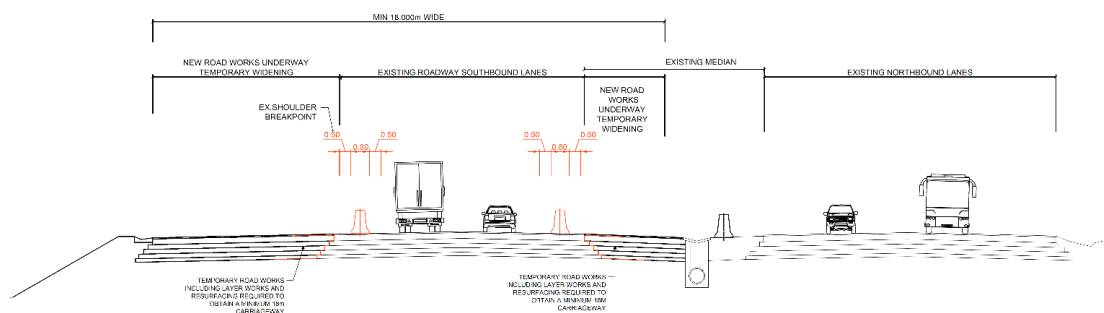 MIN 18.000m WIDE
NEW ROAD WORKS UNDERWAY
TEMPORARY WIDENING
EXISTING ROADWAY SOUTHBOUND LANES
EXISTING MEDIAN
EXISTING NORTHBOUND LANES
NEW ROAD
WORKS
UNDERWAY
TEMPORARY
WIDENING
EX.SHOULDER
BREAKPOINT
0.50
0.80
0.50
0.50
0.80
0.50
TEMPORARY ROAD WORKS
INCLUDING LAYER WORKS AND
RESURFACING REQUIRED TO
OBTAIN A MINIMUM 18m
CARRIAGEWAY
TEMPORARY ROAD WORKS
INCLUDING LAYER WORKS AND
RESURFACING REQUIRED TO
OBTAIN A MINIMUM 18M
CARRIAGEWAY